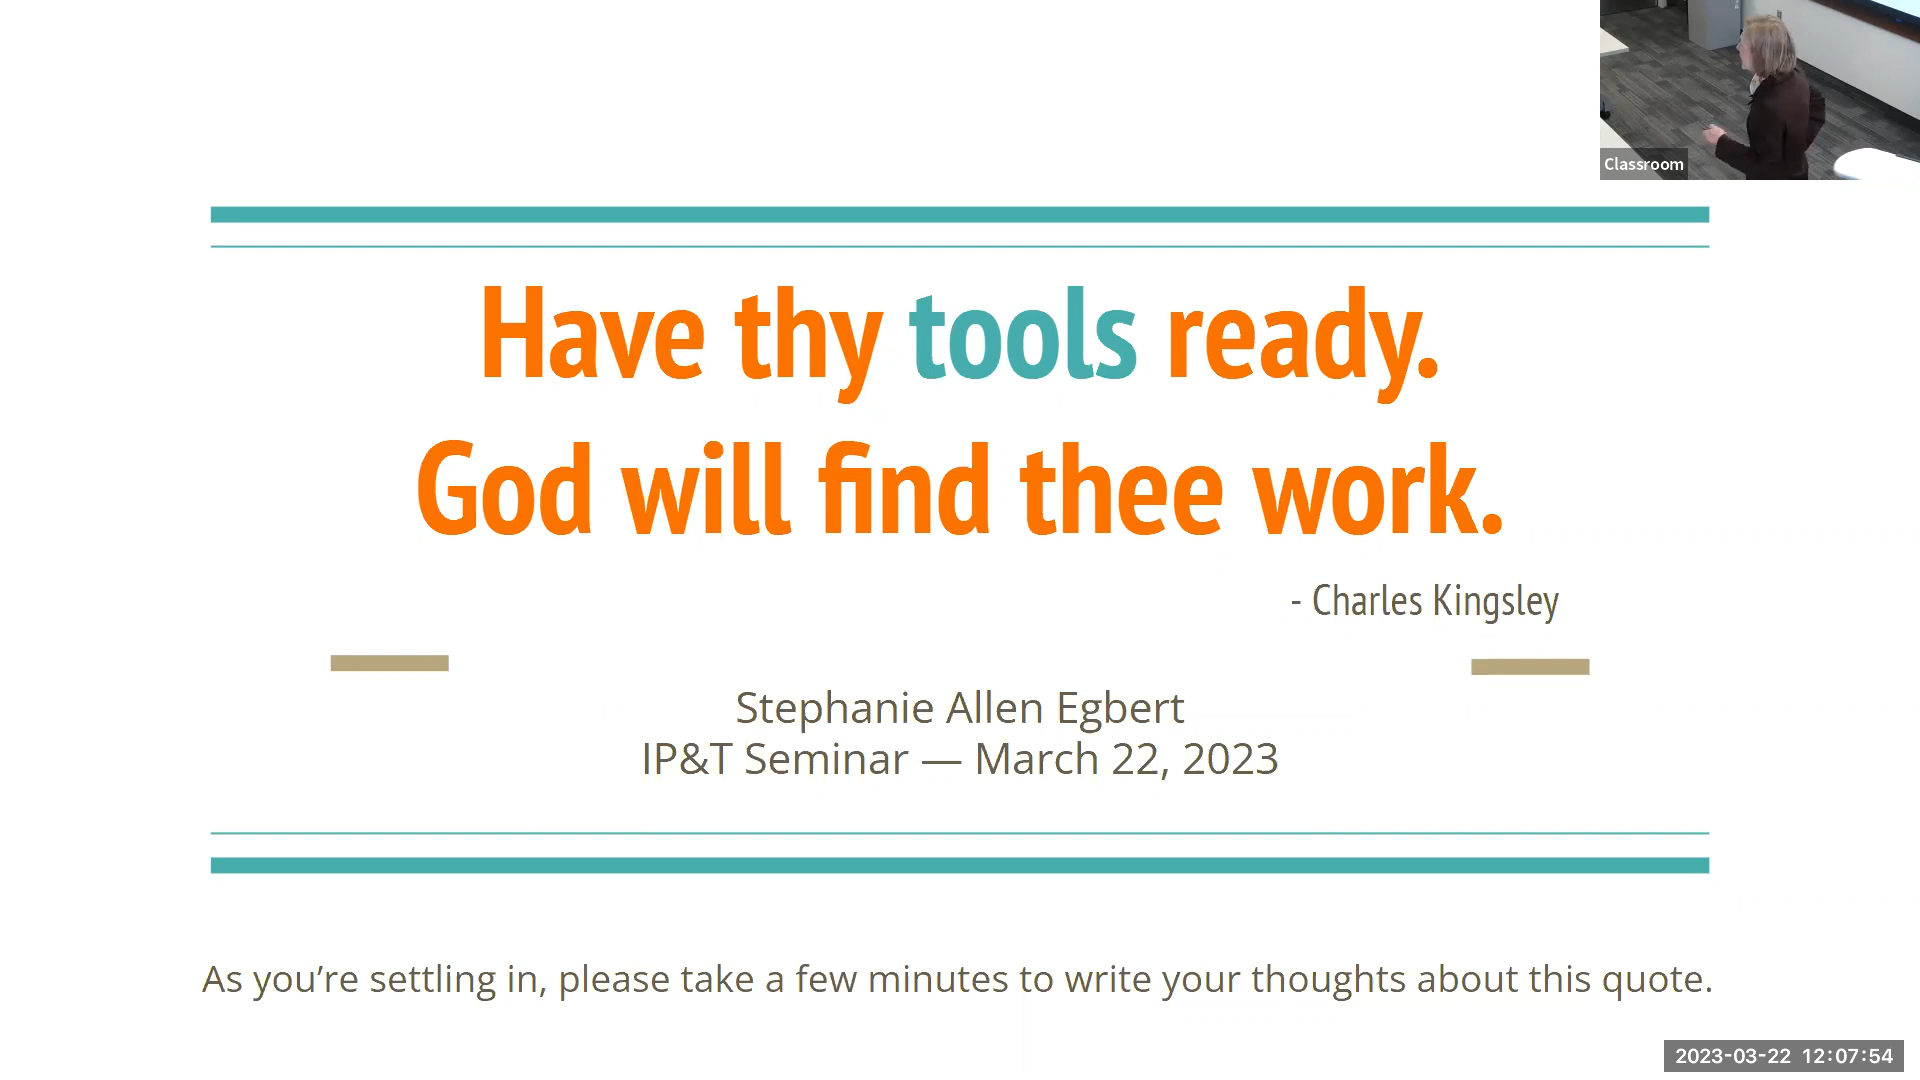 Classroom
Have thy tools ready.
God will find thee work.
- Charles Kingsley
Stephanie Allen Egbert
IP&T Seminar — March 22, 2023
As you’re settling in, please take a few minutes to write your thoughts about this quote.
2023-03-22 12:07:54